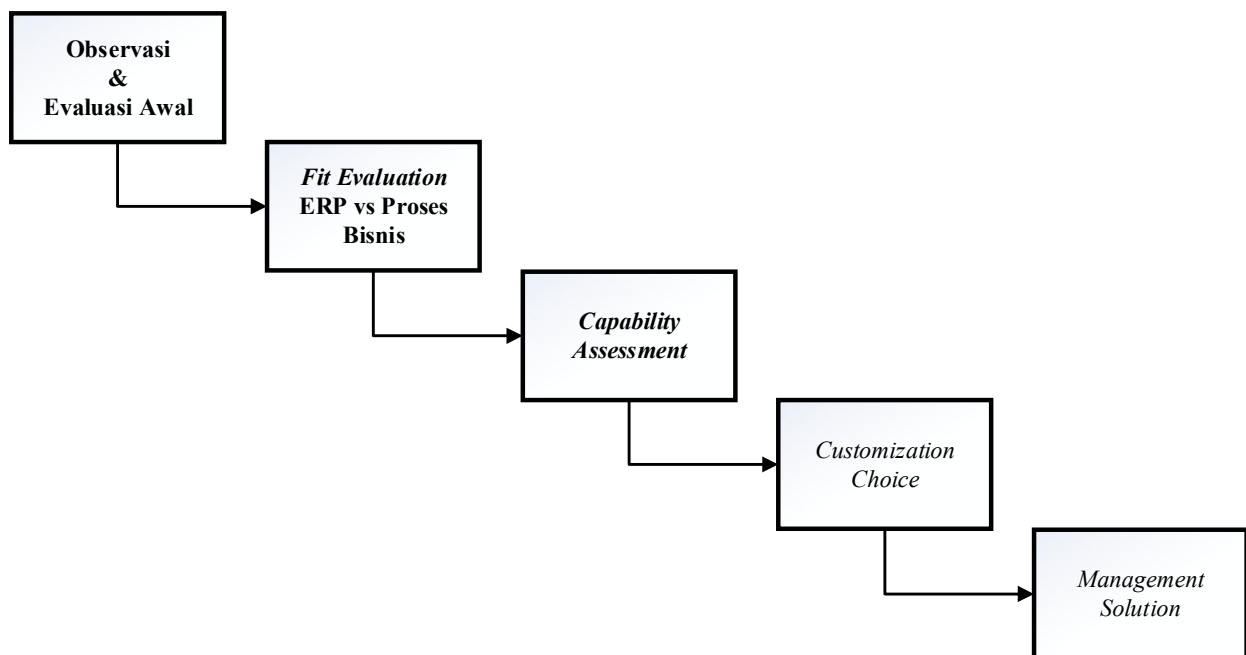 Observasi
&
Evaluasi Awal
Fit Evaluation
ERP vs Proses
Bisnis
Capability
Assessment
Customization
Choice
Management
Solution